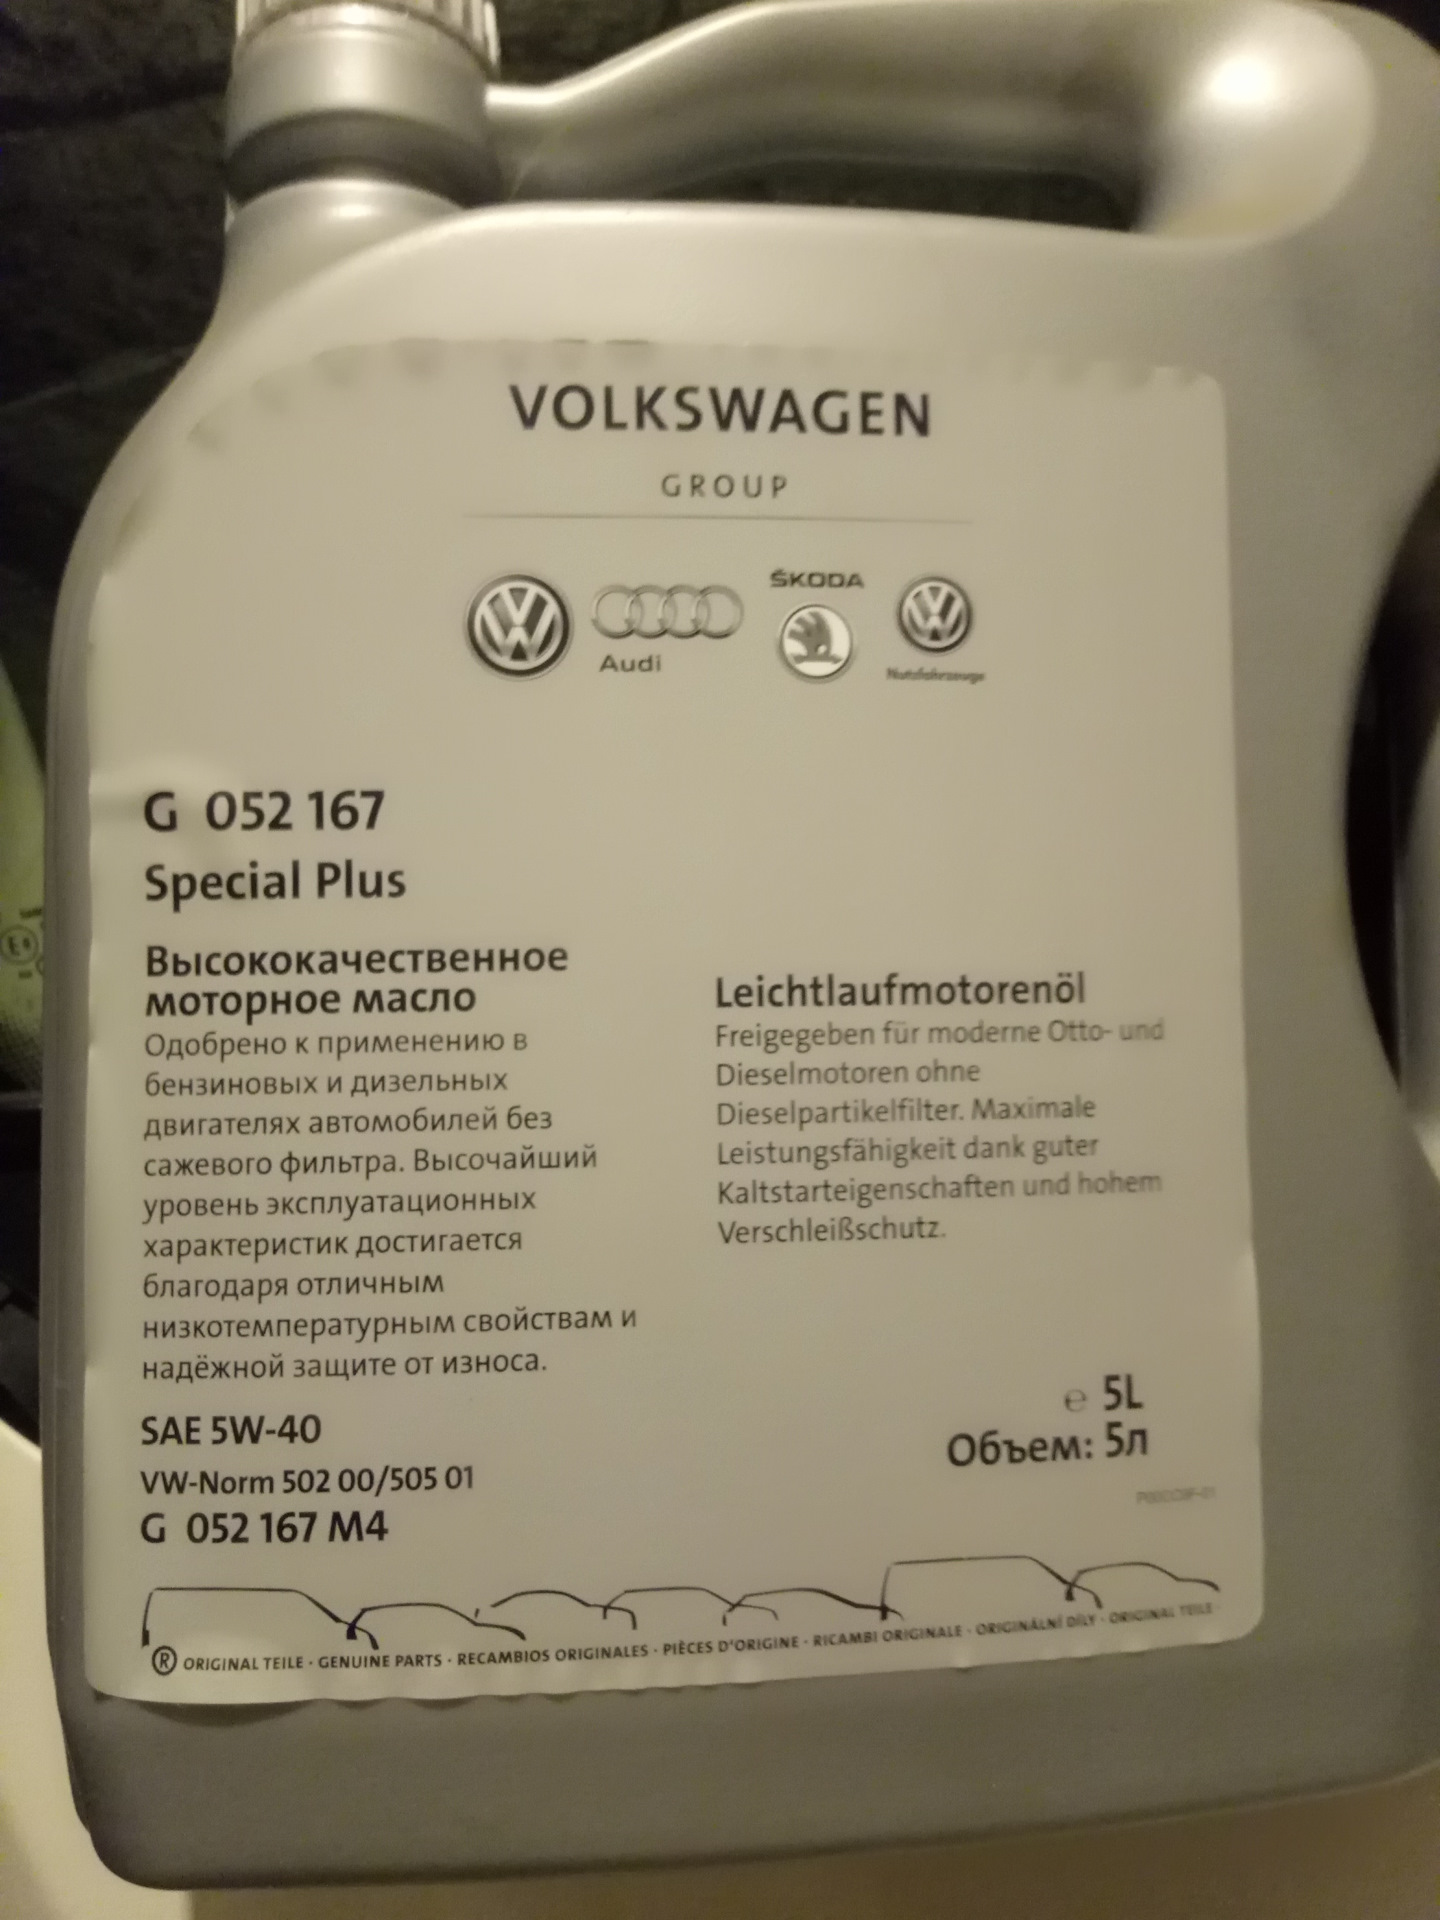 VOLKSWAGEN
GROUP
Audi
ŠKODA
Nutzfahrzeuge
G 052 167
Special Plus
Высококачественное
моторное масло
Одобрено к применению в
бензиновых и дизельных
двигателях автомобилей без
сажевого фильтра. Высочайший
уровень эксплуатационных
характеристик достигается
благодаря отличным
низкотемпературным свойствам и
надёжной защите от износа.
Leichtlaufmotorenöl
Freigegeben für moderne Otto- und
Dieselmotoren ohne
Dieselpartikelfilter. Maximale
Leistungsfähigkeit dank guter
Kaltstarteigenschaften und hohem
Verschleißschutz.
SAE 5W-40
VW-Norm 502 00/505 01
G 052 167 M4
℮ 5L
Объем: 5л
® ORIGINAL TEILE · GENUINE PARTS · RECAMBIOS ORIGINALES · PIÈCES D'ORIGINE · RICAMBI ORIGINALE · ORIGINÁLNÍ DÍLY · ORIGINAL TEILE ·